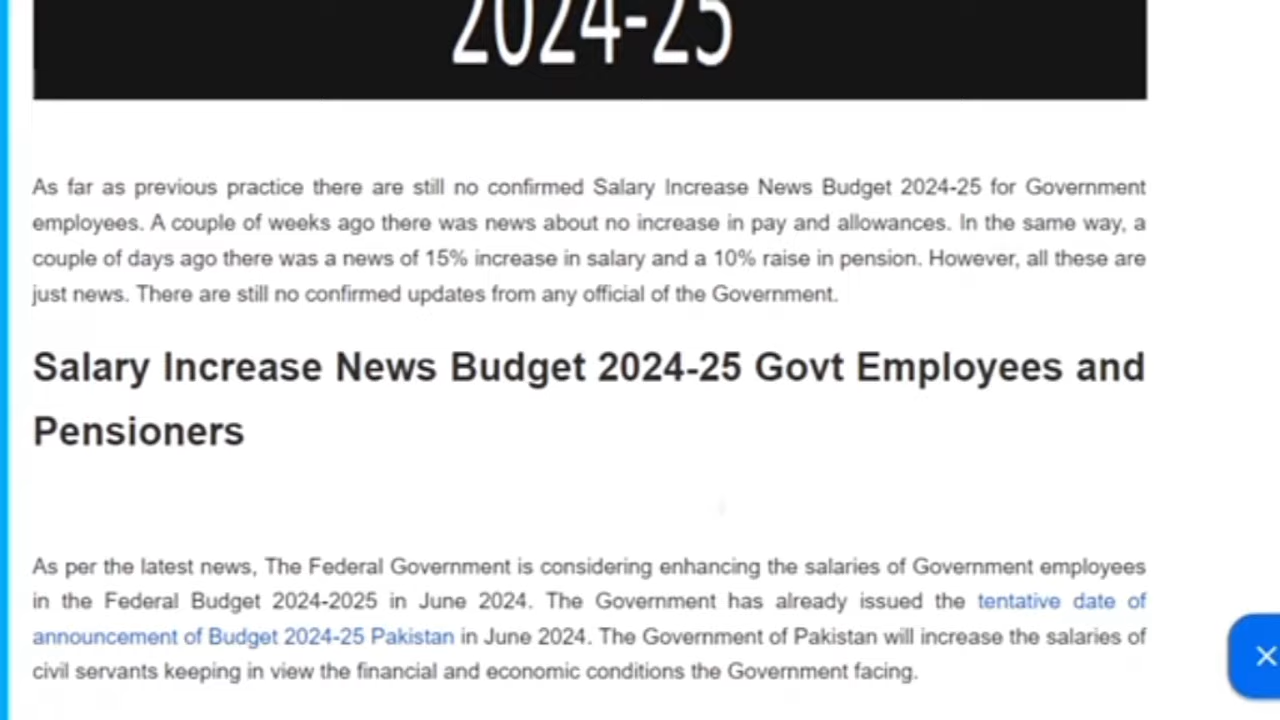 2024-25
As far as previous practice there are still no confirmed Salary Increase News Budget 2024-25 for Government
employees. A couple of weeks ago there was news about no increase in pay and allowances. In the same way, a
couple of days ago there was a news of 15% increase in salary and a 10% raise in pension. However, all these are
just news. There are still no confirmed updates from any official of the Government.
Salary Increase News Budget 2024-25 Govt Employees and
Pensioners
As per the latest news, The Federal Government is considering enhancing the salaries of Government employees
in the Federal Budget 2024-2025 in June 2024. The Government has already issued the tentative date of
announcement of Budget 2024-25 Pakistan in June 2024. The Government of Pakistan will increase the salaries of
civil servants keeping in view the financial and economic conditions the Government facing.